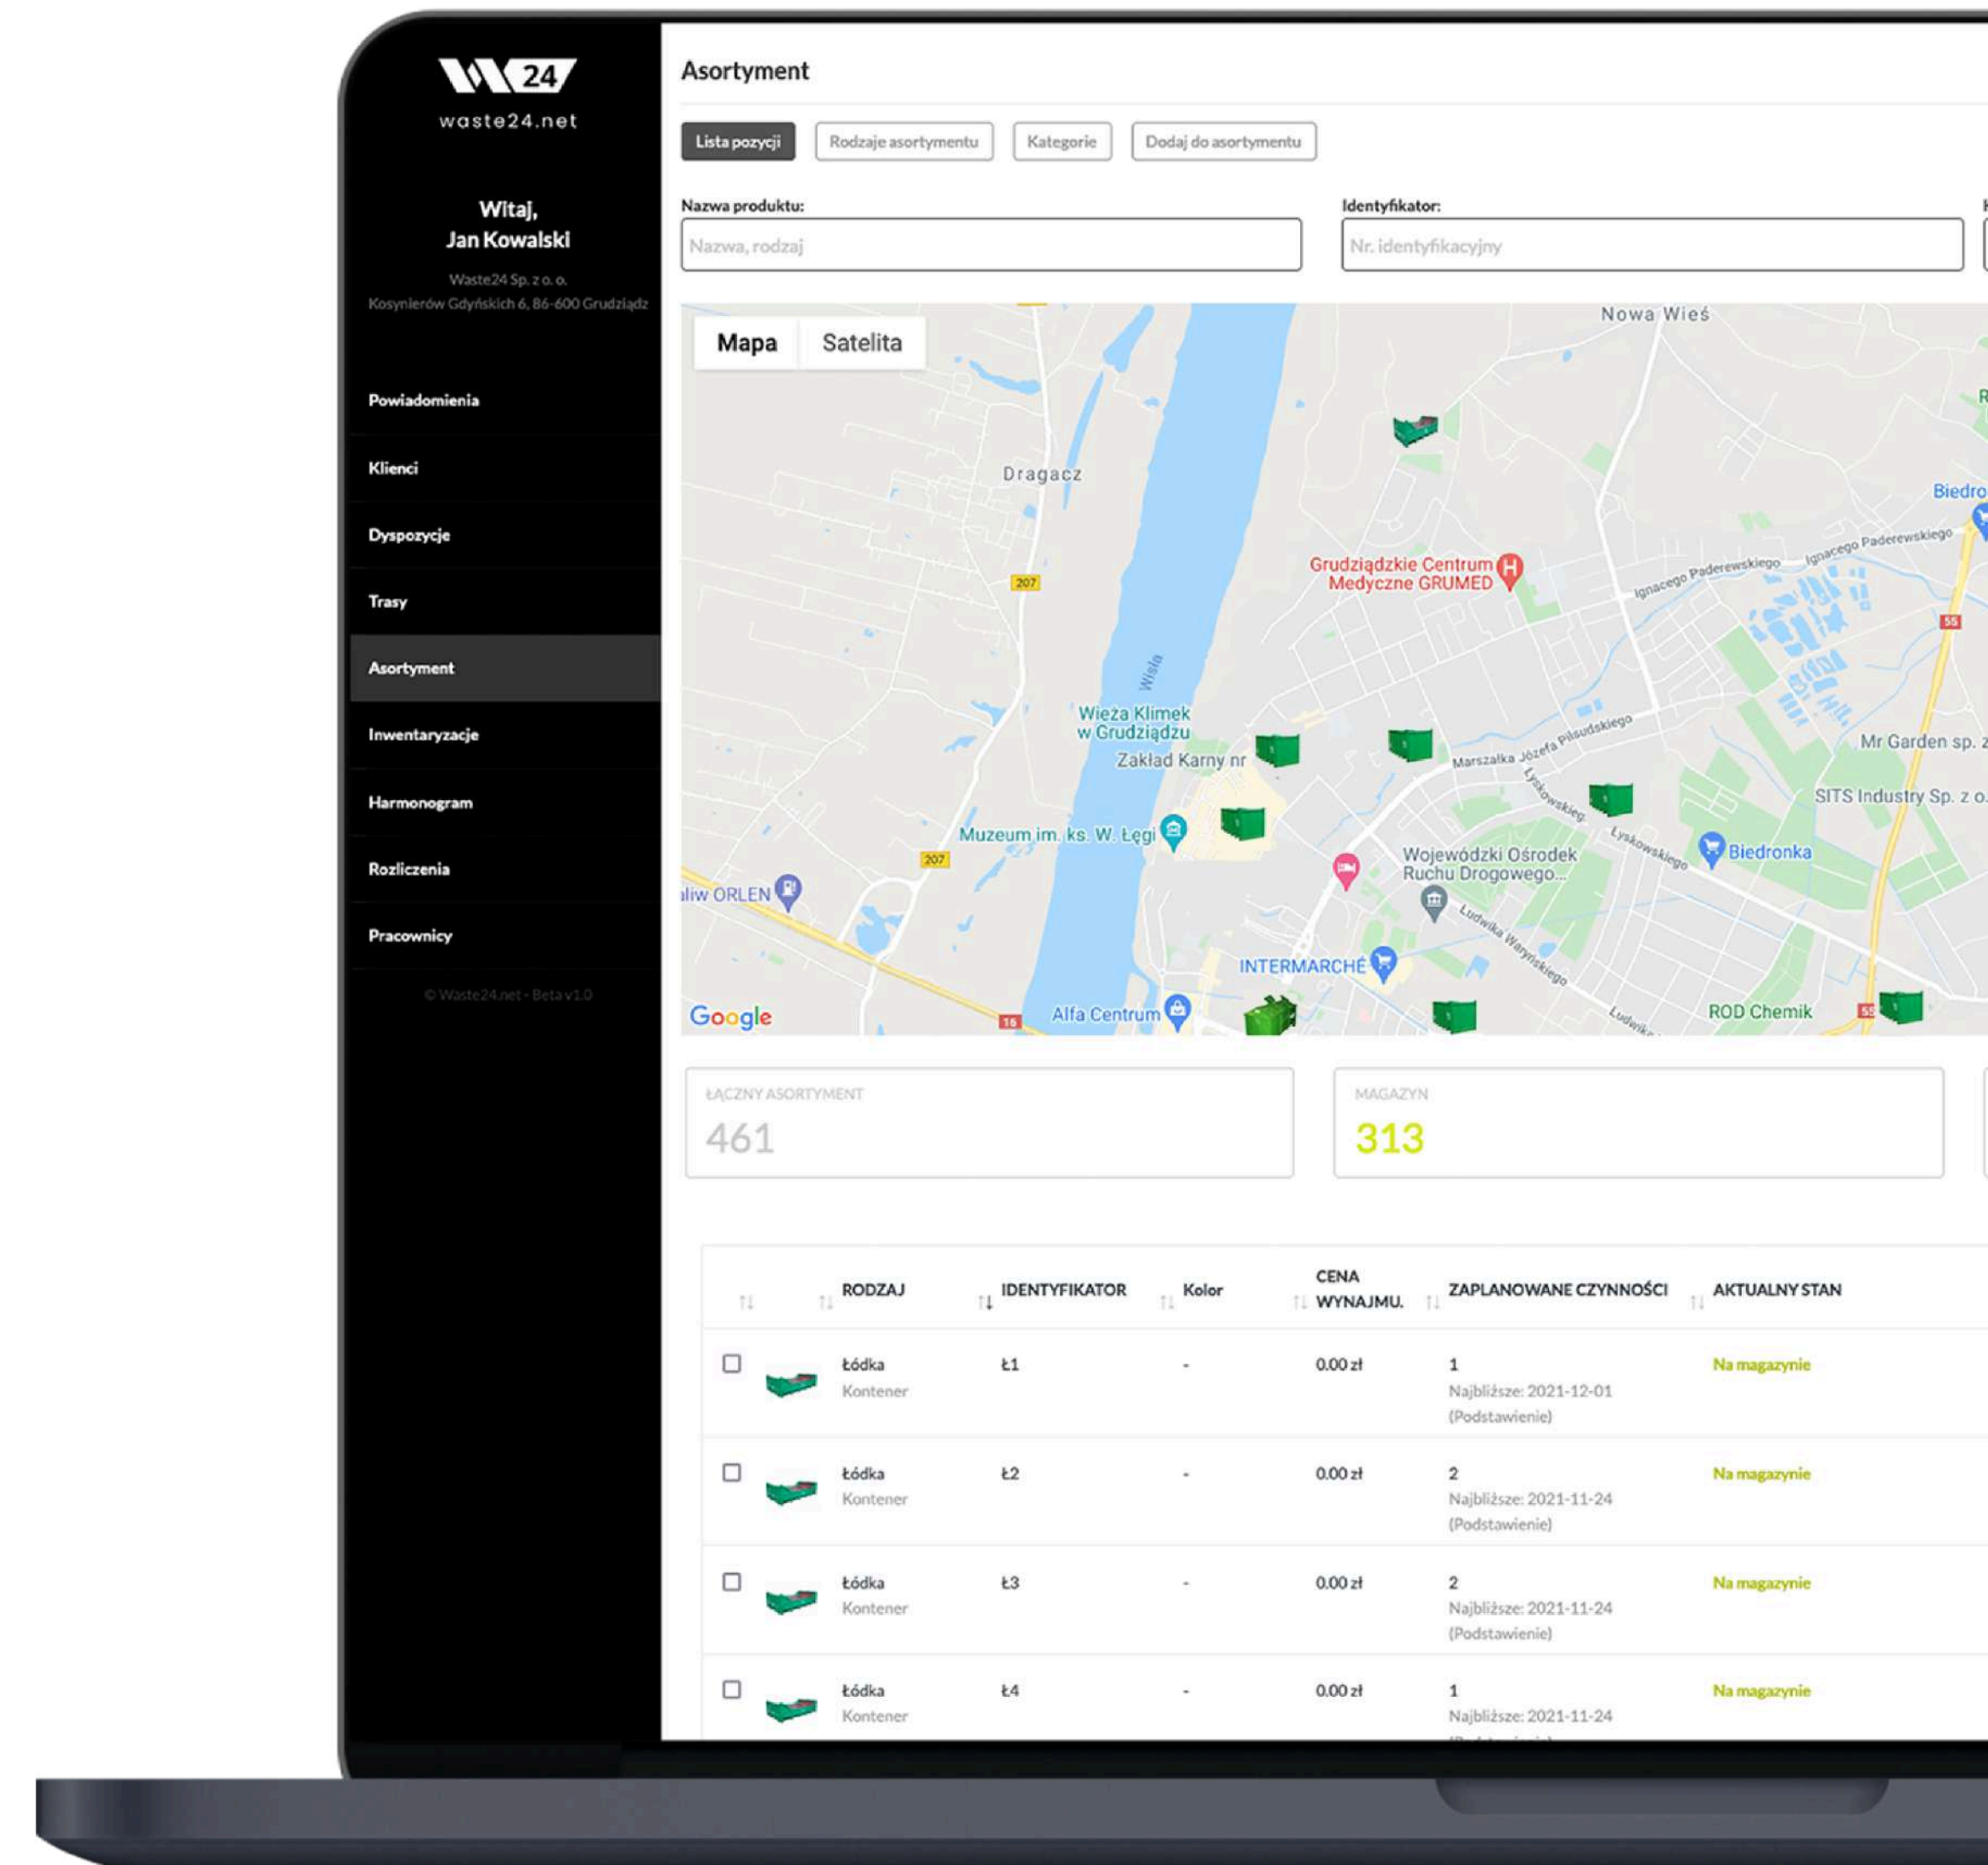 24
waste24.net
Witaj,
Jan Kowalski
Waste24 Sp. z o. o.
Kosynierów Gdyńskich 6, 86-600 Grudziądz
Powiadomienia
Klienci
Dyspozycje
Trasy
Asortyment
Inwentaryzacje
Harmonogram
Rozliczenia
Pracownicy
© Waste24.net - Beta v1.0
Asortyment
Lista pozycji
Rodzaje asortymentu
Kategorie
Dodaj do asortymentu
Nazwa produktu:
Nazwa, rodzaj
Identyfikator:
Nr. identyfikacyjny
Mapa
Satelita
Nowa Wieś
Dragacz
Biedro
207
Grudziądzkie Centrum
Medyczne GRUMED
Ignacego Paderewskiego
Ignacego Paderewskiego
55
Wisła
Wieża Klimek
w Grudziądzu
Zakład Karny nr
Marszałka Józefa Piłsudskiego
Mr Garden sp. z
SITS Industry Sp. z o.
Łyskowskieg.
Łyskowskiego
Muzeum im. ks. W. Łęgi
Wojewódzki Ośrodek
Ruchu Drogowego...
Biedronka
207
aliw ORLEN
Ludwika Waryńskiego
INTERMARCHÉ
Google
16
Alfa Centrum
Ludwika
ROD Chemik
55
ŁĄCZNY ASORTYMENT
461
MAGAZYN
313
RODZAJ
IDENTYFIKATOR
Kolor
CENA
WYNAJMU.
ZAPLANOWANE CZYNNOŚCI
AKTUALNY STAN
Łódka
Kontener
Ł1
-
0.00 zł
1
Najbliższe: 2021-12-01
(Podstawienie)
Na magazynie
Łódka
Kontener
Ł2
-
0.00 zł
2
Najbliższe: 2021-11-24
(Podstawienie)
Na magazynie
Łódka
Kontener
Ł3
-
0.00 zł
2
Najbliższe: 2021-11-24
(Podstawienie)
Na magazynie
Łódka
Kontener
Ł4
-
0.00 zł
1
Najbliższe: 2021-11-24
Na magazynie